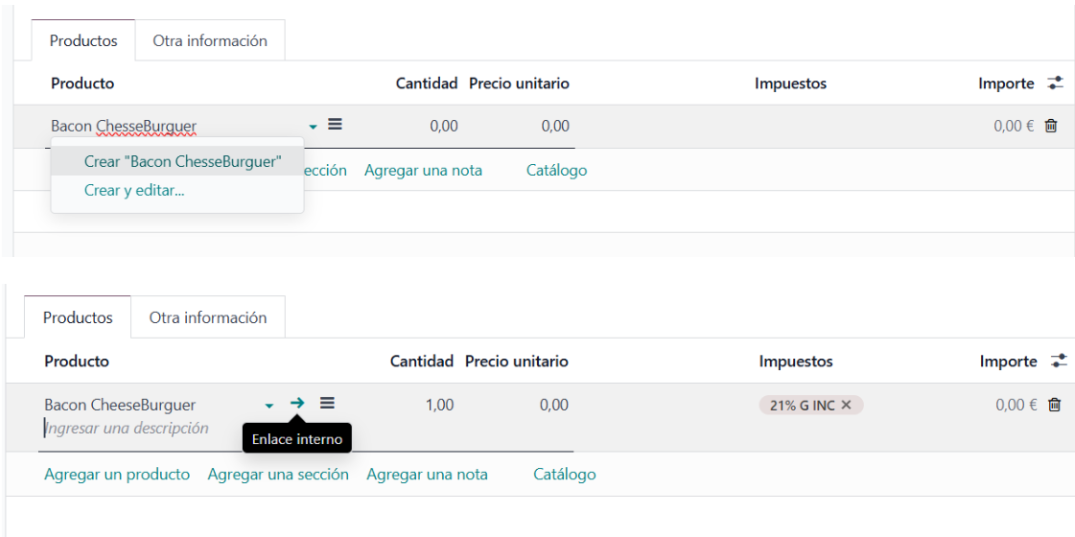 Productos Otra información
Producto Cantidad Precio unitario Impuestos Importe
Bacon ChesseBurguer 0,00 0,00 0,00 €
Crear "Bacon ChesseBurguer"
ección Agregar una nota Catálogo
Crear y editar...
Productos Otra información
Producto Cantidad Precio unitario Impuestos Importe
Bacon CheeseBurguer 1,00 0,00 21% G INC × 0,00 €
Ingresar una descripción
Enlace interno
Agregar un producto Agregar una sección Agregar una nota Catálogo